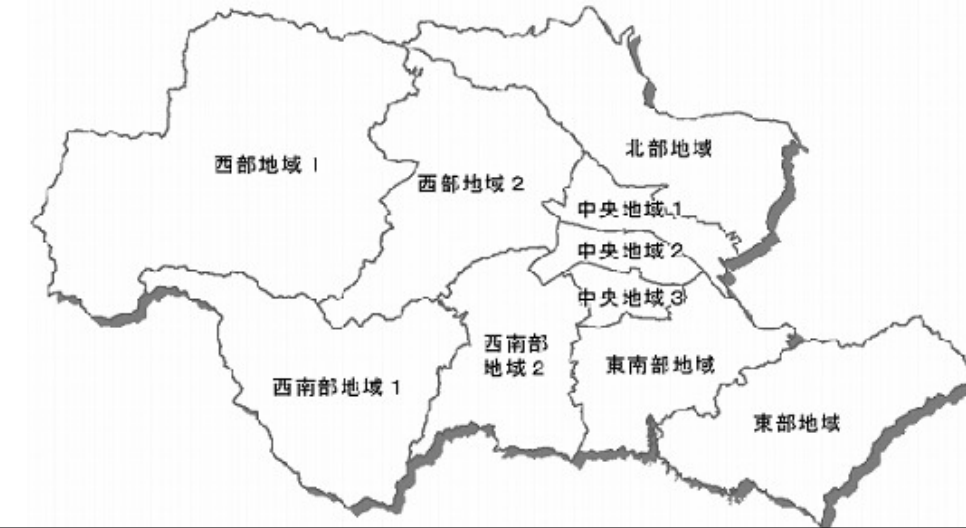 北部地域
西部地域1
西部地域2
中央地域1
中央地域2
中央地域3
西南部
地域2
東南部地域
西南部地域1
東部地域